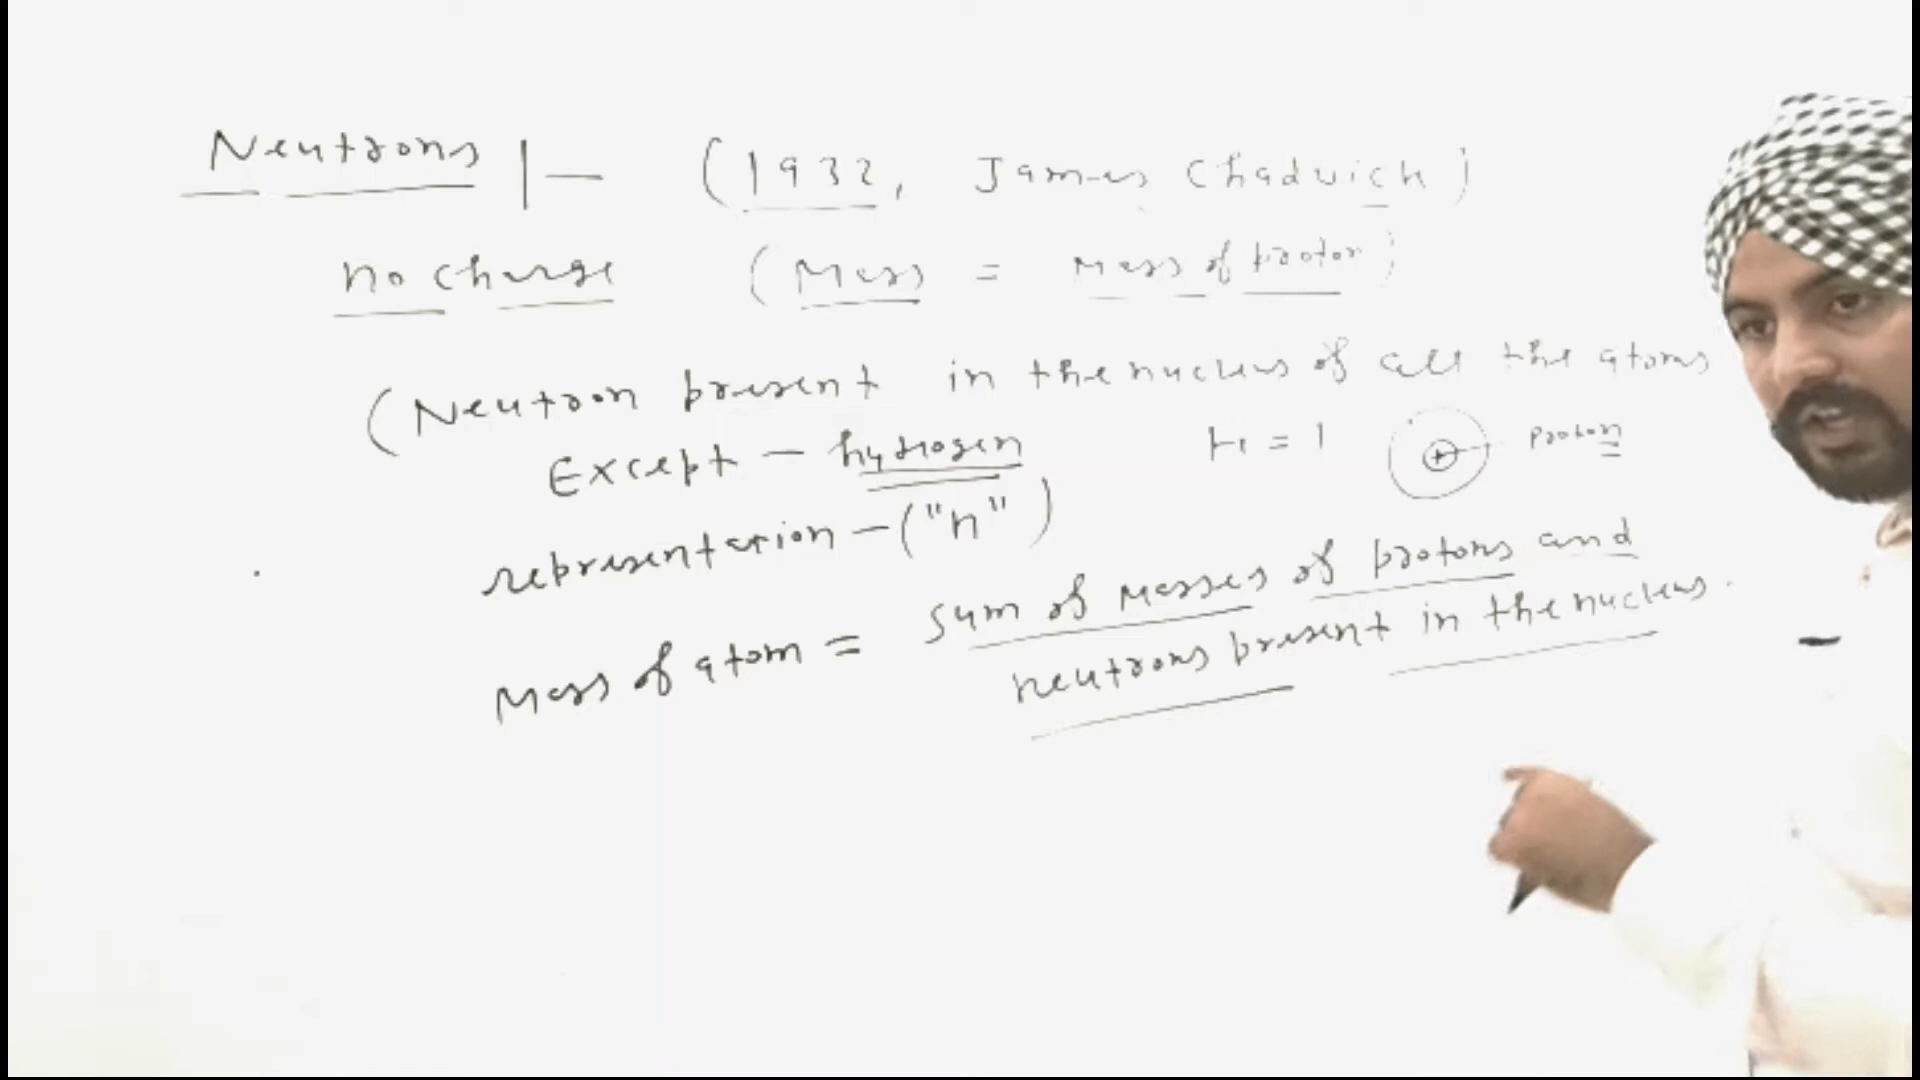 Neutrons |— (1932, James Chadwich)
no charge (Mass = Mass of proton)
(Neutron present in the nucleus of all the atoms
Except — hydrogen H = 1 Proton
representation — ("n")
Mass of atom = sum of masses of protons and
neutrons present in the nucleus.